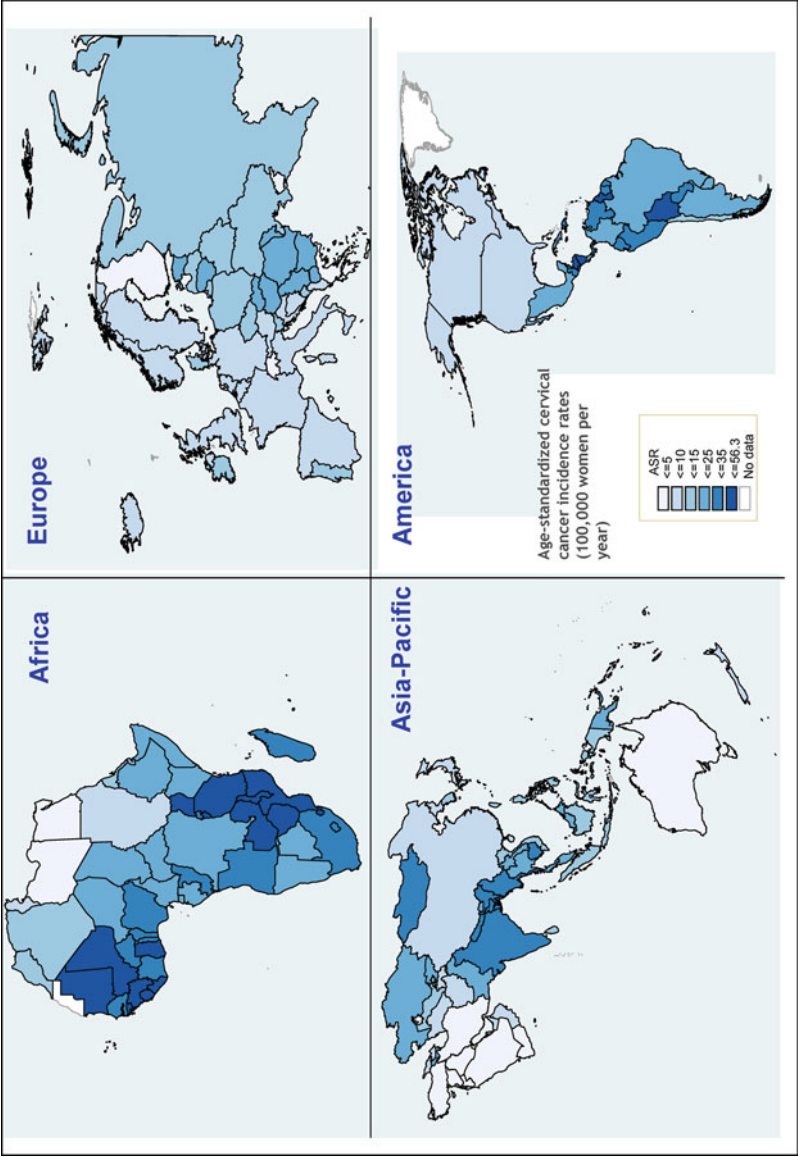 Africa
Europe
Asia-Pacific
America
Age-standardized cervical
cancer incidence rates
(100,000 women per
year)
ASR
<=5
<=10
<=15
<=25
<=35
<=56.3
No data